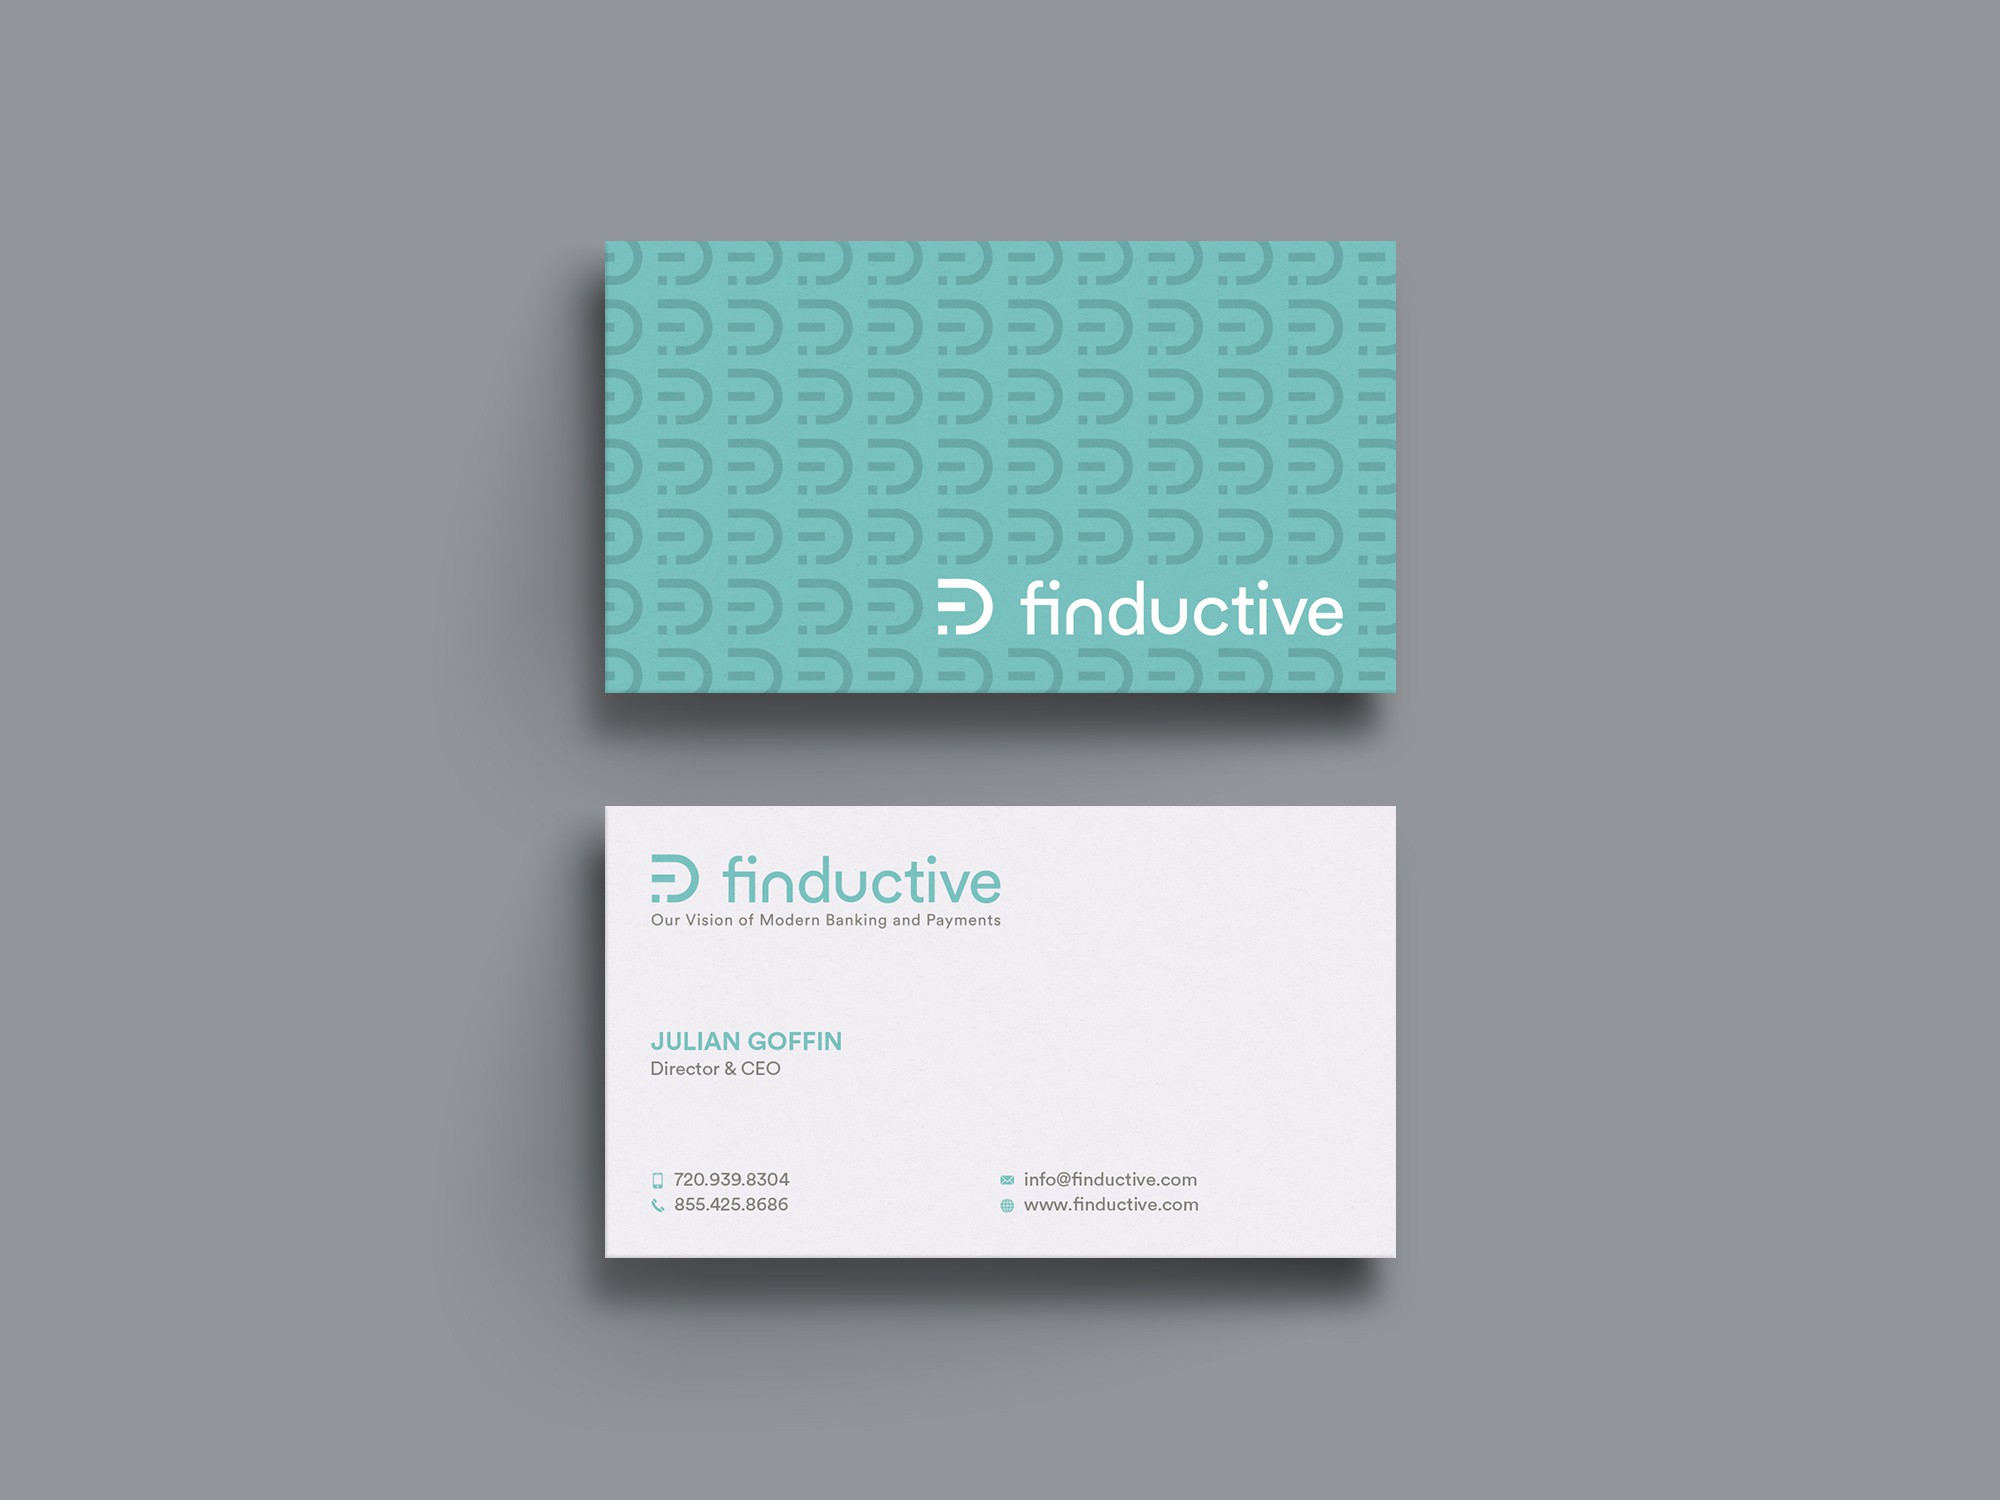 finductive
finductive
Our Vision of Modern Banking and Payments
JULIAN GOFFIN
Director & CEO
720.939.8304
855.425.8686
info@finductive.com
www.finductive.com